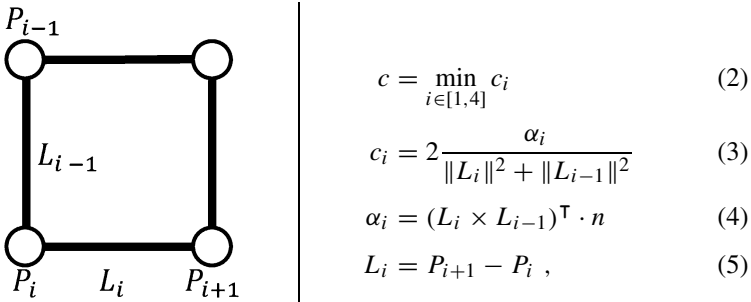 P_{i−1}
L_{i−1}
P_i L_i P_{i+1}
c = min_{i∈[1,4]} c_i (2)
c_i = 2 α_i / (‖L_i‖² + ‖L_{i−1}‖²) (3)
α_i = (L_i × L_{i−1})^⊤ · n (4)
L_i = P_{i+1} − P_i , (5)